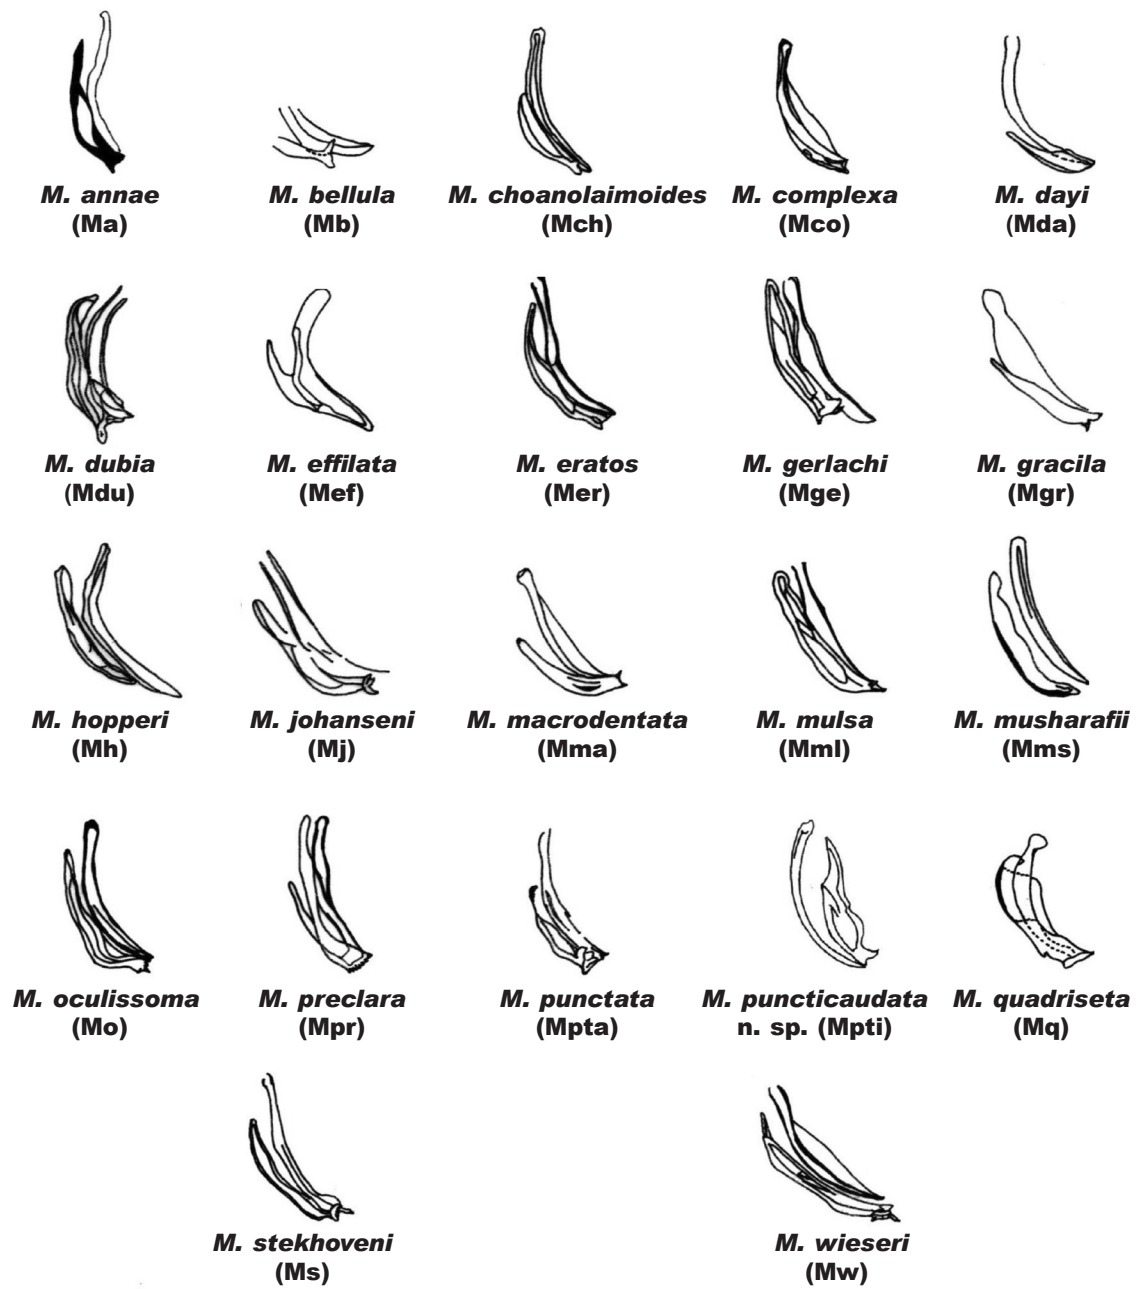 M. annae
(Ma)
M. bellula
(Mb)
M. choanolaimoides
(Mch)
M. complexa
(Mco)
M. dayi
(Mda)
M. dubia
(Mdu)
M. effilata
(Mef)
M. eratos
(Mer)
M. gerlachi
(Mge)
M. gracila
(Mgr)
M. hopperi
(Mh)
M. johanseni
(Mj)
M. macrodentata
(Mma)
M. mulsa
(Mml)
M. musharafii
(Mms)
M. oculissoma
(Mo)
M. preclara
(Mpr)
M. punctata
(Mpta)
M. puncticaudata
n. sp. (Mpti)
M. quadriseta
(Mq)
M. stekhoveni
(Ms)
M. wieseri
(Mw)